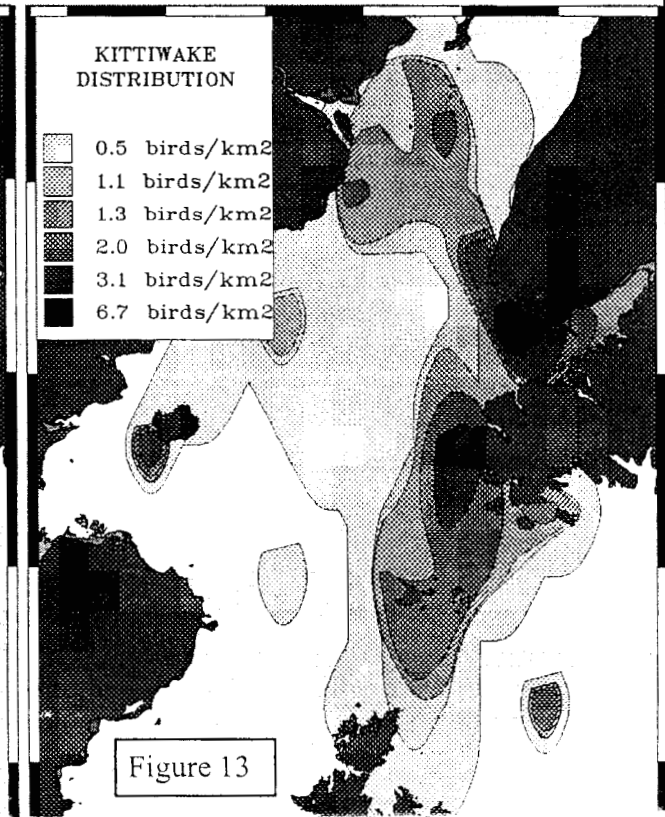 KITTIWAKE
DISTRIBUTION
0.5 birds/km2
1.1 birds/km2
1.3 birds/km2
2.0 birds/km2
3.1 birds/km2
6.7 birds/km2
Figure 13